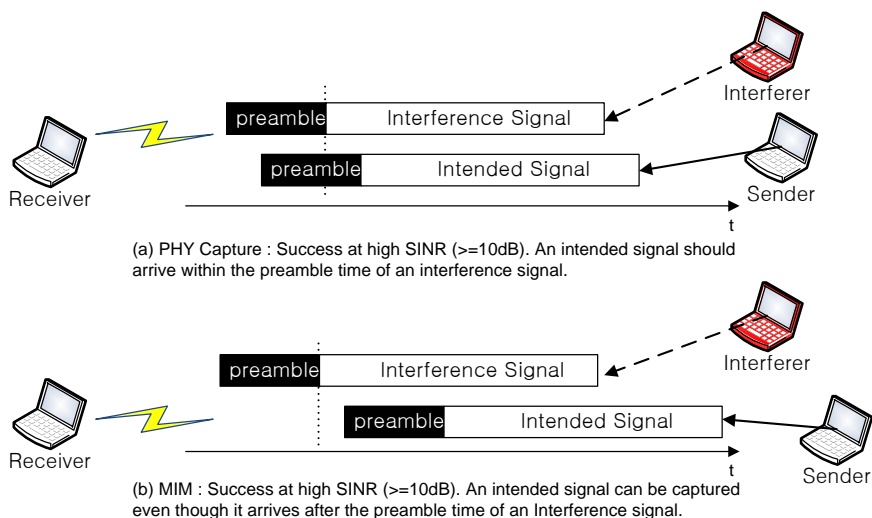 Interferer
preamble Interference Signal
preamble Intended Signal
Receiver
Sender
t
(a) PHY Capture : Success at high SINR (>=10dB). An intended signal should
arrive within the preamble time of an interference signal.
Interferer
preamble Interference Signal
preamble Intended Signal
Receiver
Sender
t
(b) MIM : Success at high SINR (>=10dB). An intended signal can be captured
even though it arrives after the preamble time of an Interference signal.